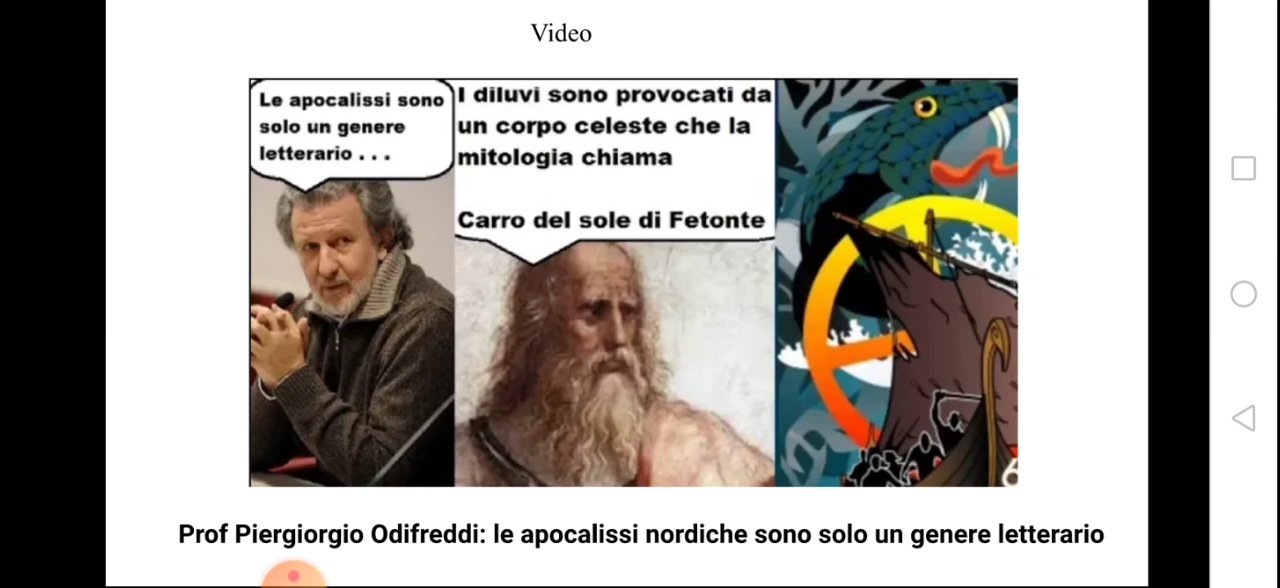 Video
Le apocalissi sono
solo un genere
letterario . . .
I diluvi sono provocati da
un corpo celeste che la
mitologia chiama
Carro del sole di Fetonte
Prof Piergiorgio Odifreddi: le apocalissi nordiche sono solo un genere letterario